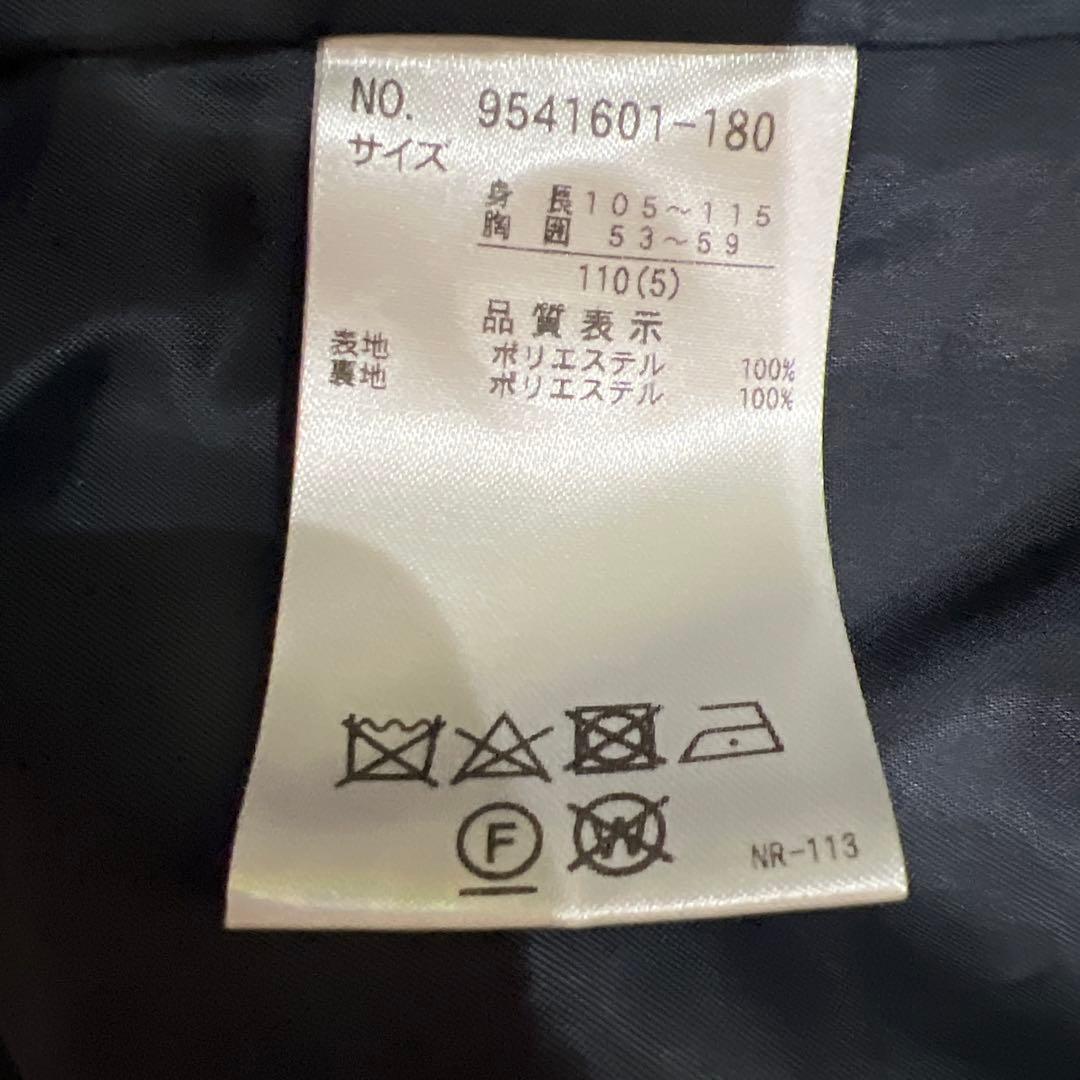 NO. 9541601-180
サイズ
身長105～115
胸囲 53～59
110(5)
品質表示
表地 ポリエステル 100%
裏地 ポリエステル 100%
F W
NR-113